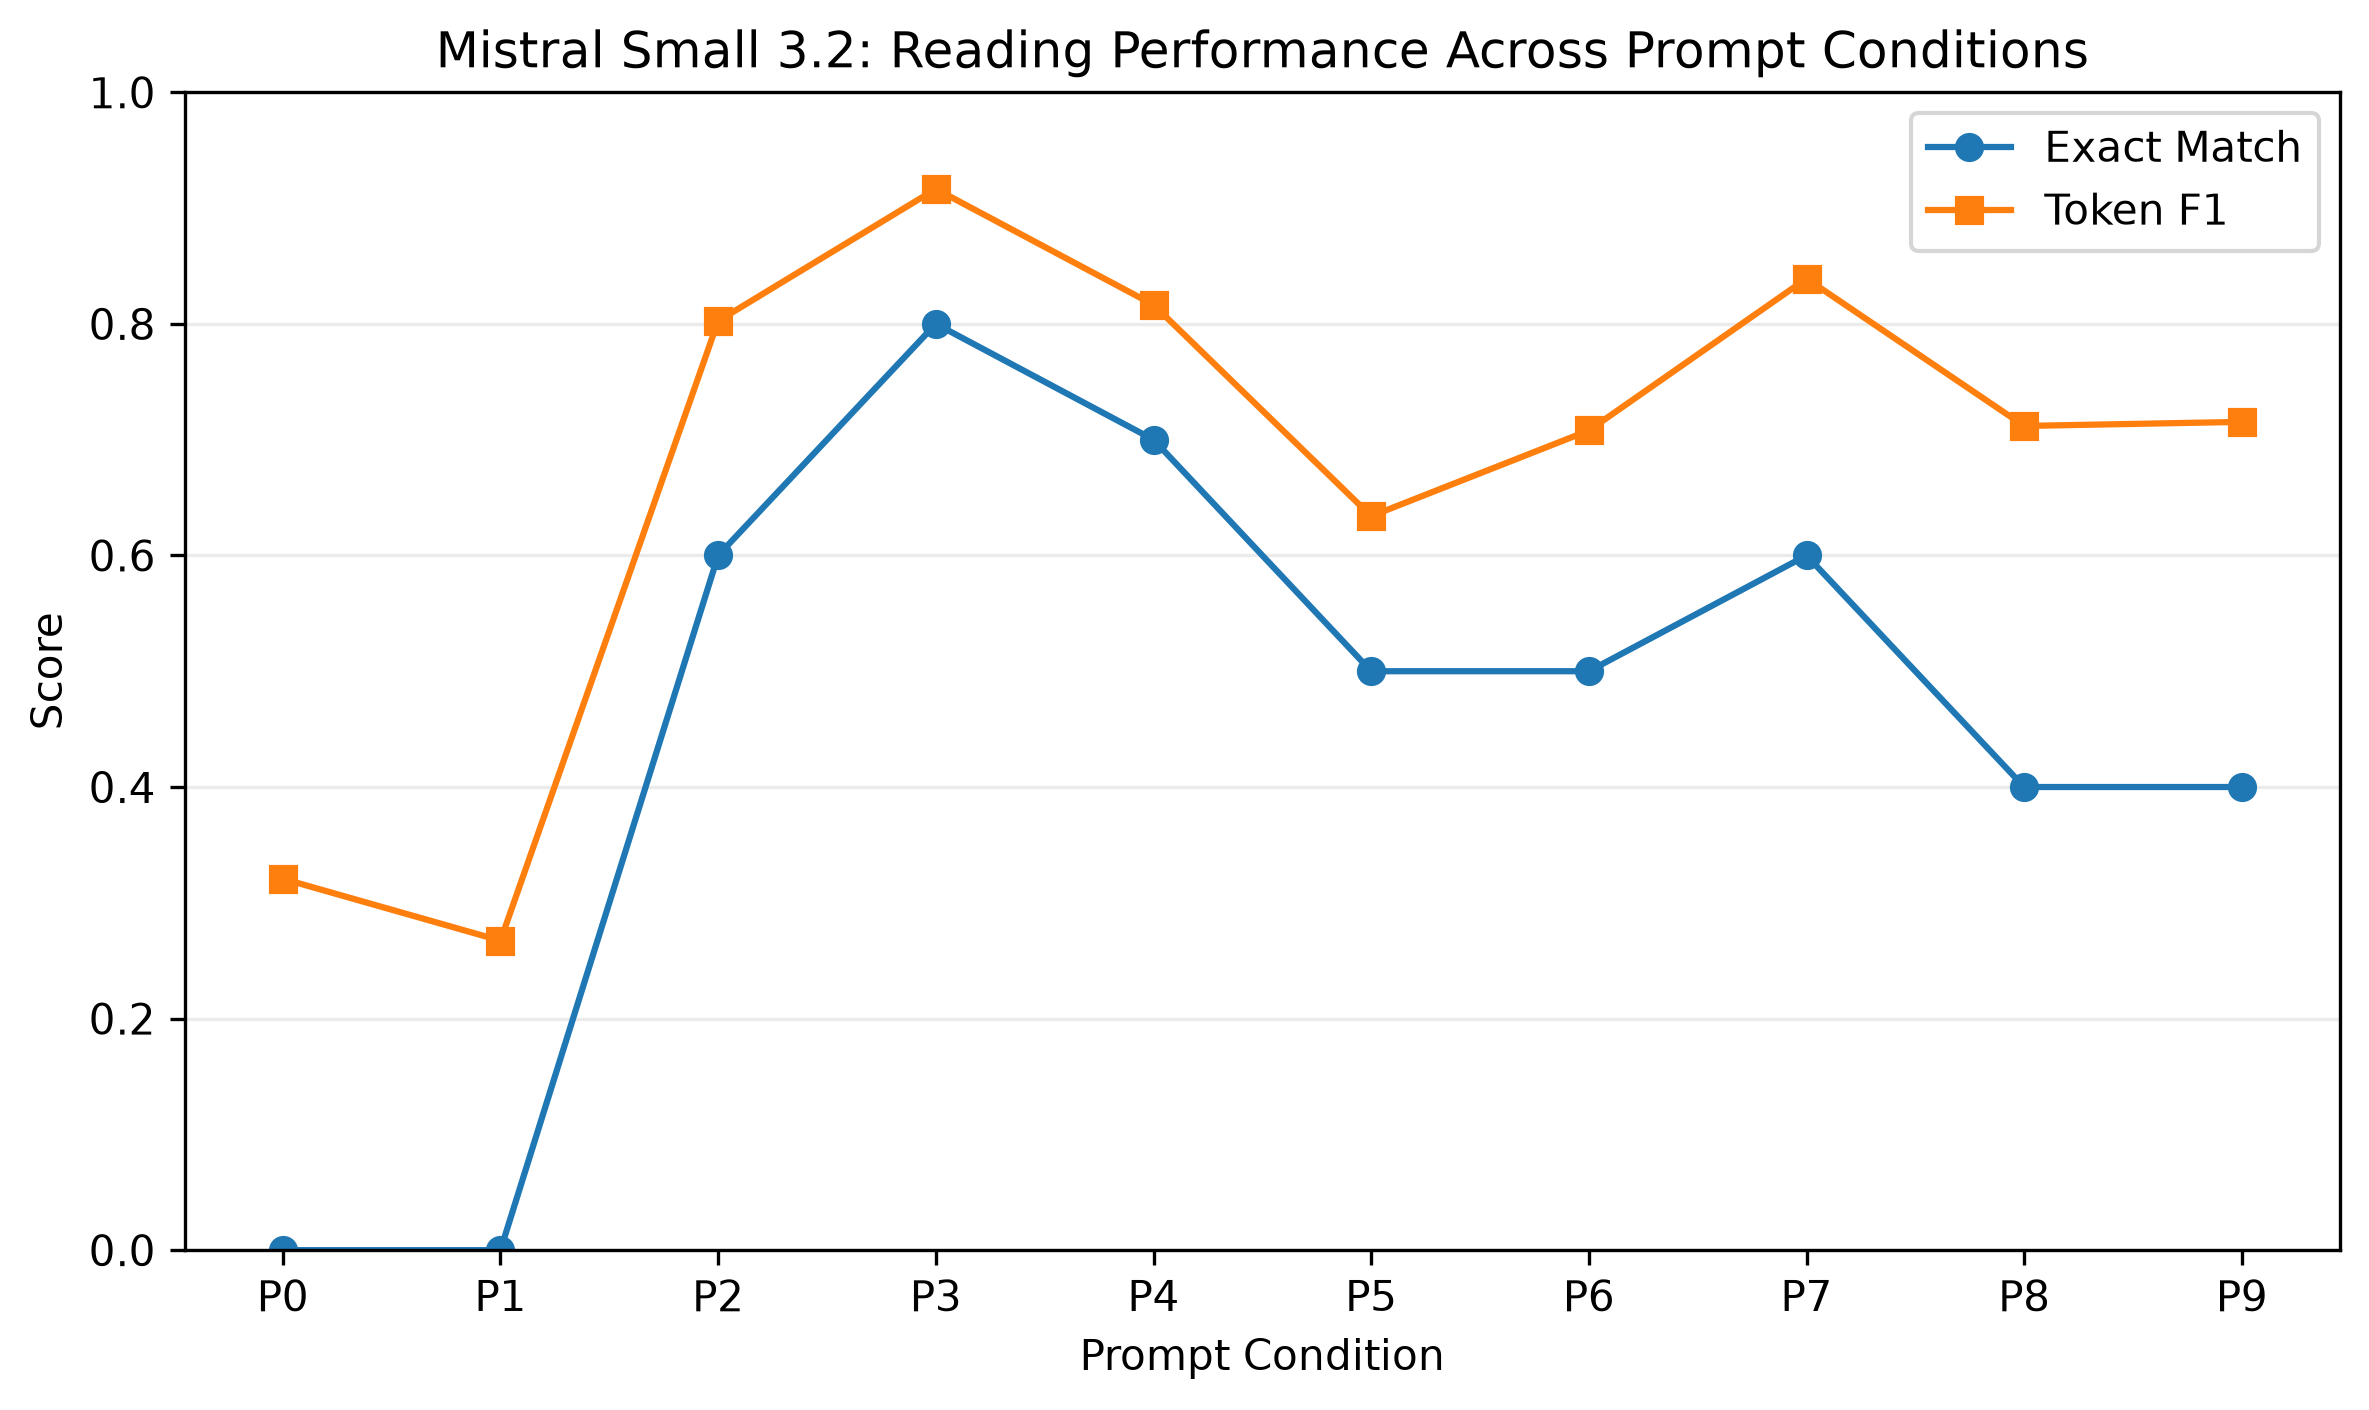 Mistral Small 3.2: Reading Performance Across Prompt Conditions
1.0
0.8
0.6
0.4
0.2
0.0
Score
Exact Match
Token F1
P0 P1 P2 P3 P4 P5 P6 P7 P8 P9
Prompt Condition